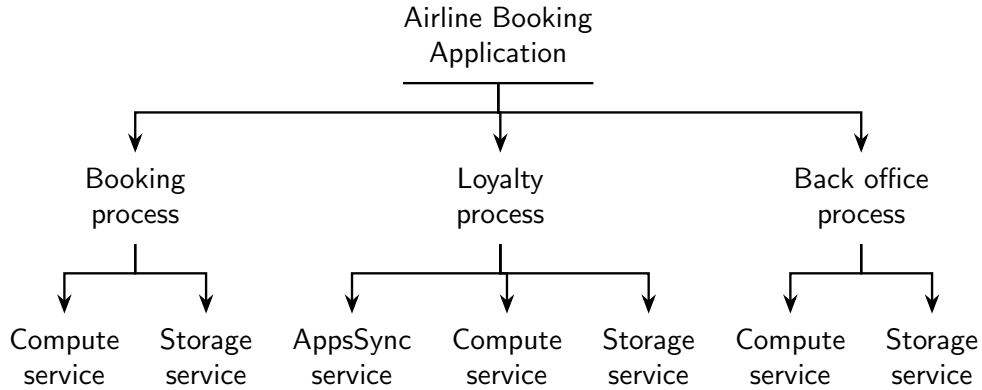 Airline Booking
Application
Booking
process
Loyalty
process
Back office
process
Compute
service
Storage
service
AppsSync
service
Compute
service
Storage
service
Compute
service
Storage
service